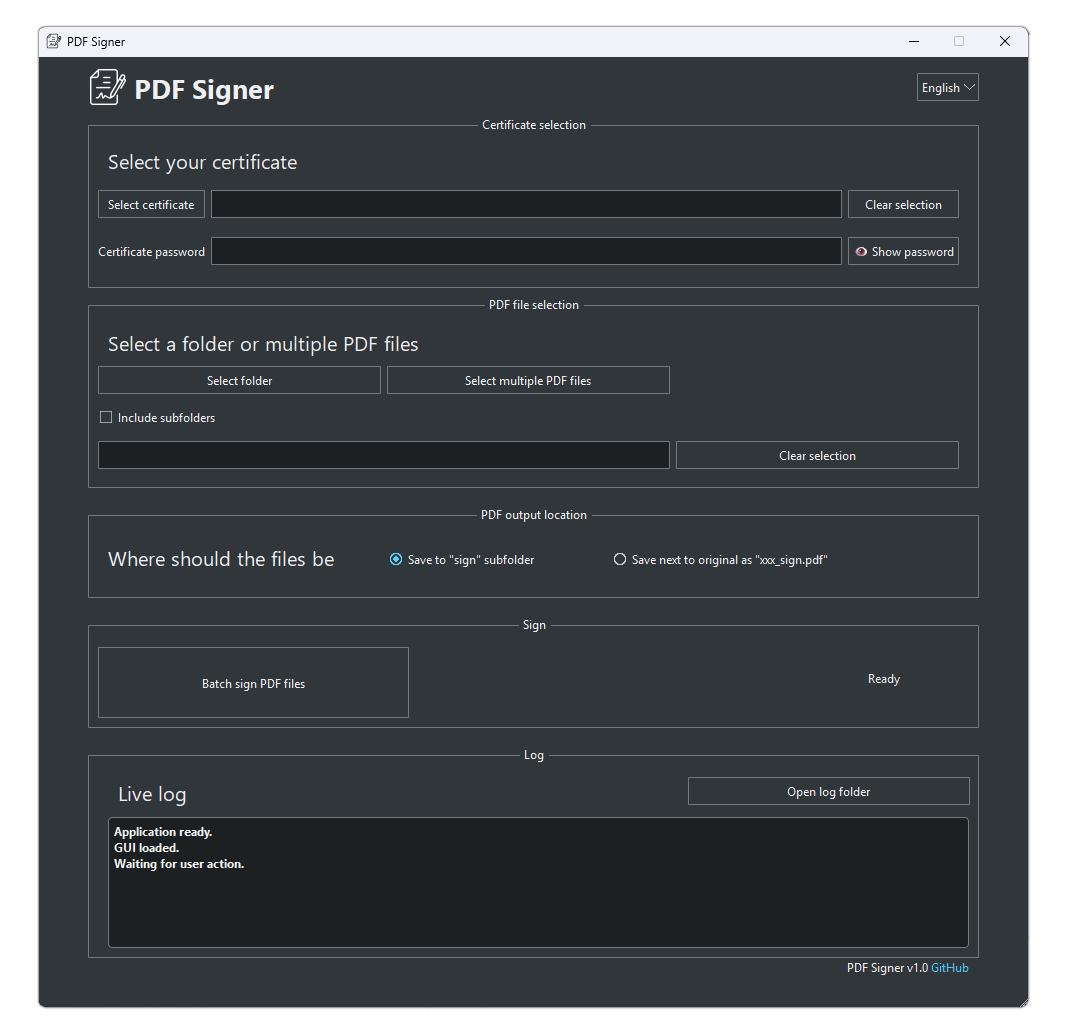 PDF Signer
PDF Signer
English
Certificate selection
Select your certificate
Select certificate
Clear selection
Certificate password
Show password
PDF file selection
Select a folder or multiple PDF files
Select folder
Select multiple PDF files
Include subfolders
Clear selection
PDF output location
Where should the files be
Save to "sign" subfolder
Save next to original as "xxx_sign.pdf"
Sign
Batch sign PDF files
Ready
Log
Live log
Open log folder
Application ready.
GUI loaded.
Waiting for user action.
PDF Signer v1.0 GitHub